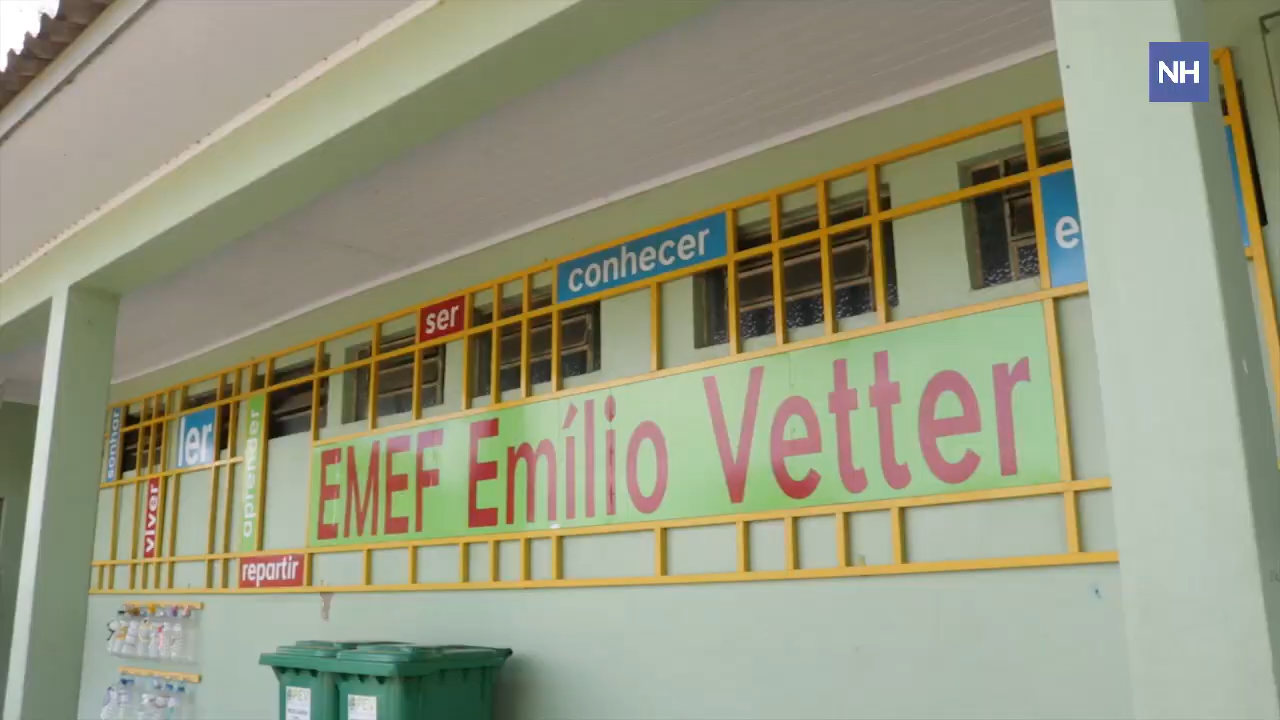 NH
conhecer
ser
sonhar
ler
aprender
viver
EMEF Emílio Vetter
repartir